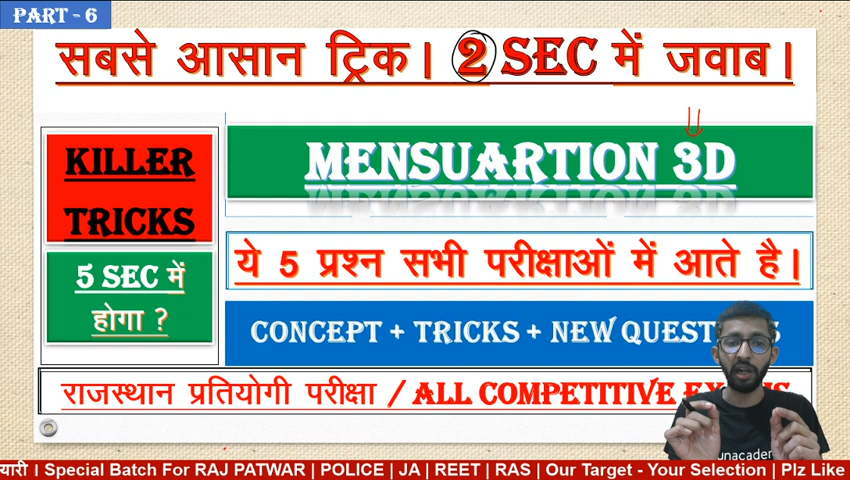 PART - 6
सबसे आसान ट्रिक। 2 SEC में जवाब।
KILLER
TRICKS
MENSUARTION 3D
5 SEC में
होगा ?
ये 5 प्रश्न सभी परीक्षाओं में आते है।
CONCEPT + TRICKS + NEW
राजस्थान प्रतियोगी परीक्षा / ALL COMPETITIVE
unacadem
यारी । Special Batch For RAJ PATWAR | POLICE | JA | REET | RAS | Our Target - Your Selection | Plz Like